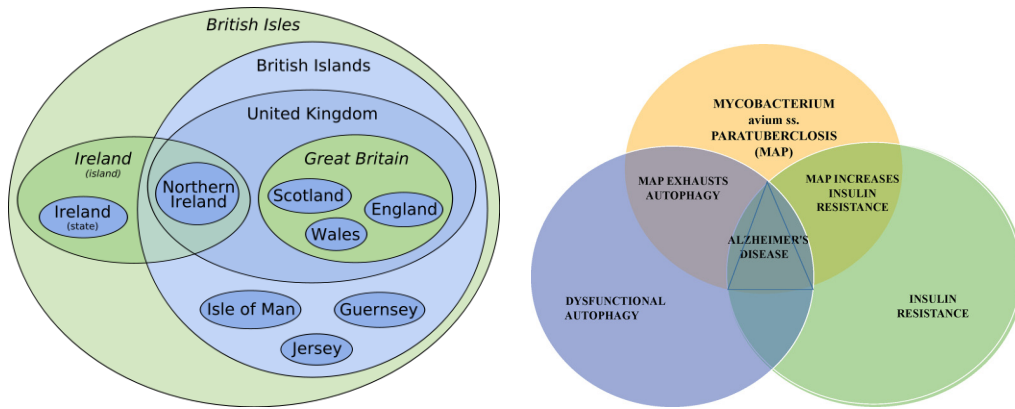 British Isles
British Islands
United Kingdom
Ireland
(island)
Great Britain
Northern
Ireland
Scotland
England
Ireland
(state)
Wales
Isle of Man
Guernsey
Jersey
MYCOBACTERIUM
avium ss.
PARATUBERCLOSIS
(MAP)
MAP EXHAUSTS
AUTOPHAGY
MAP INCREASES
INSULIN
RESISTANCE
ALZHEIMER'S
DISEASE
DYSFUNCTIONAL
AUTOPHAGY
INSULIN
RESISTANCE